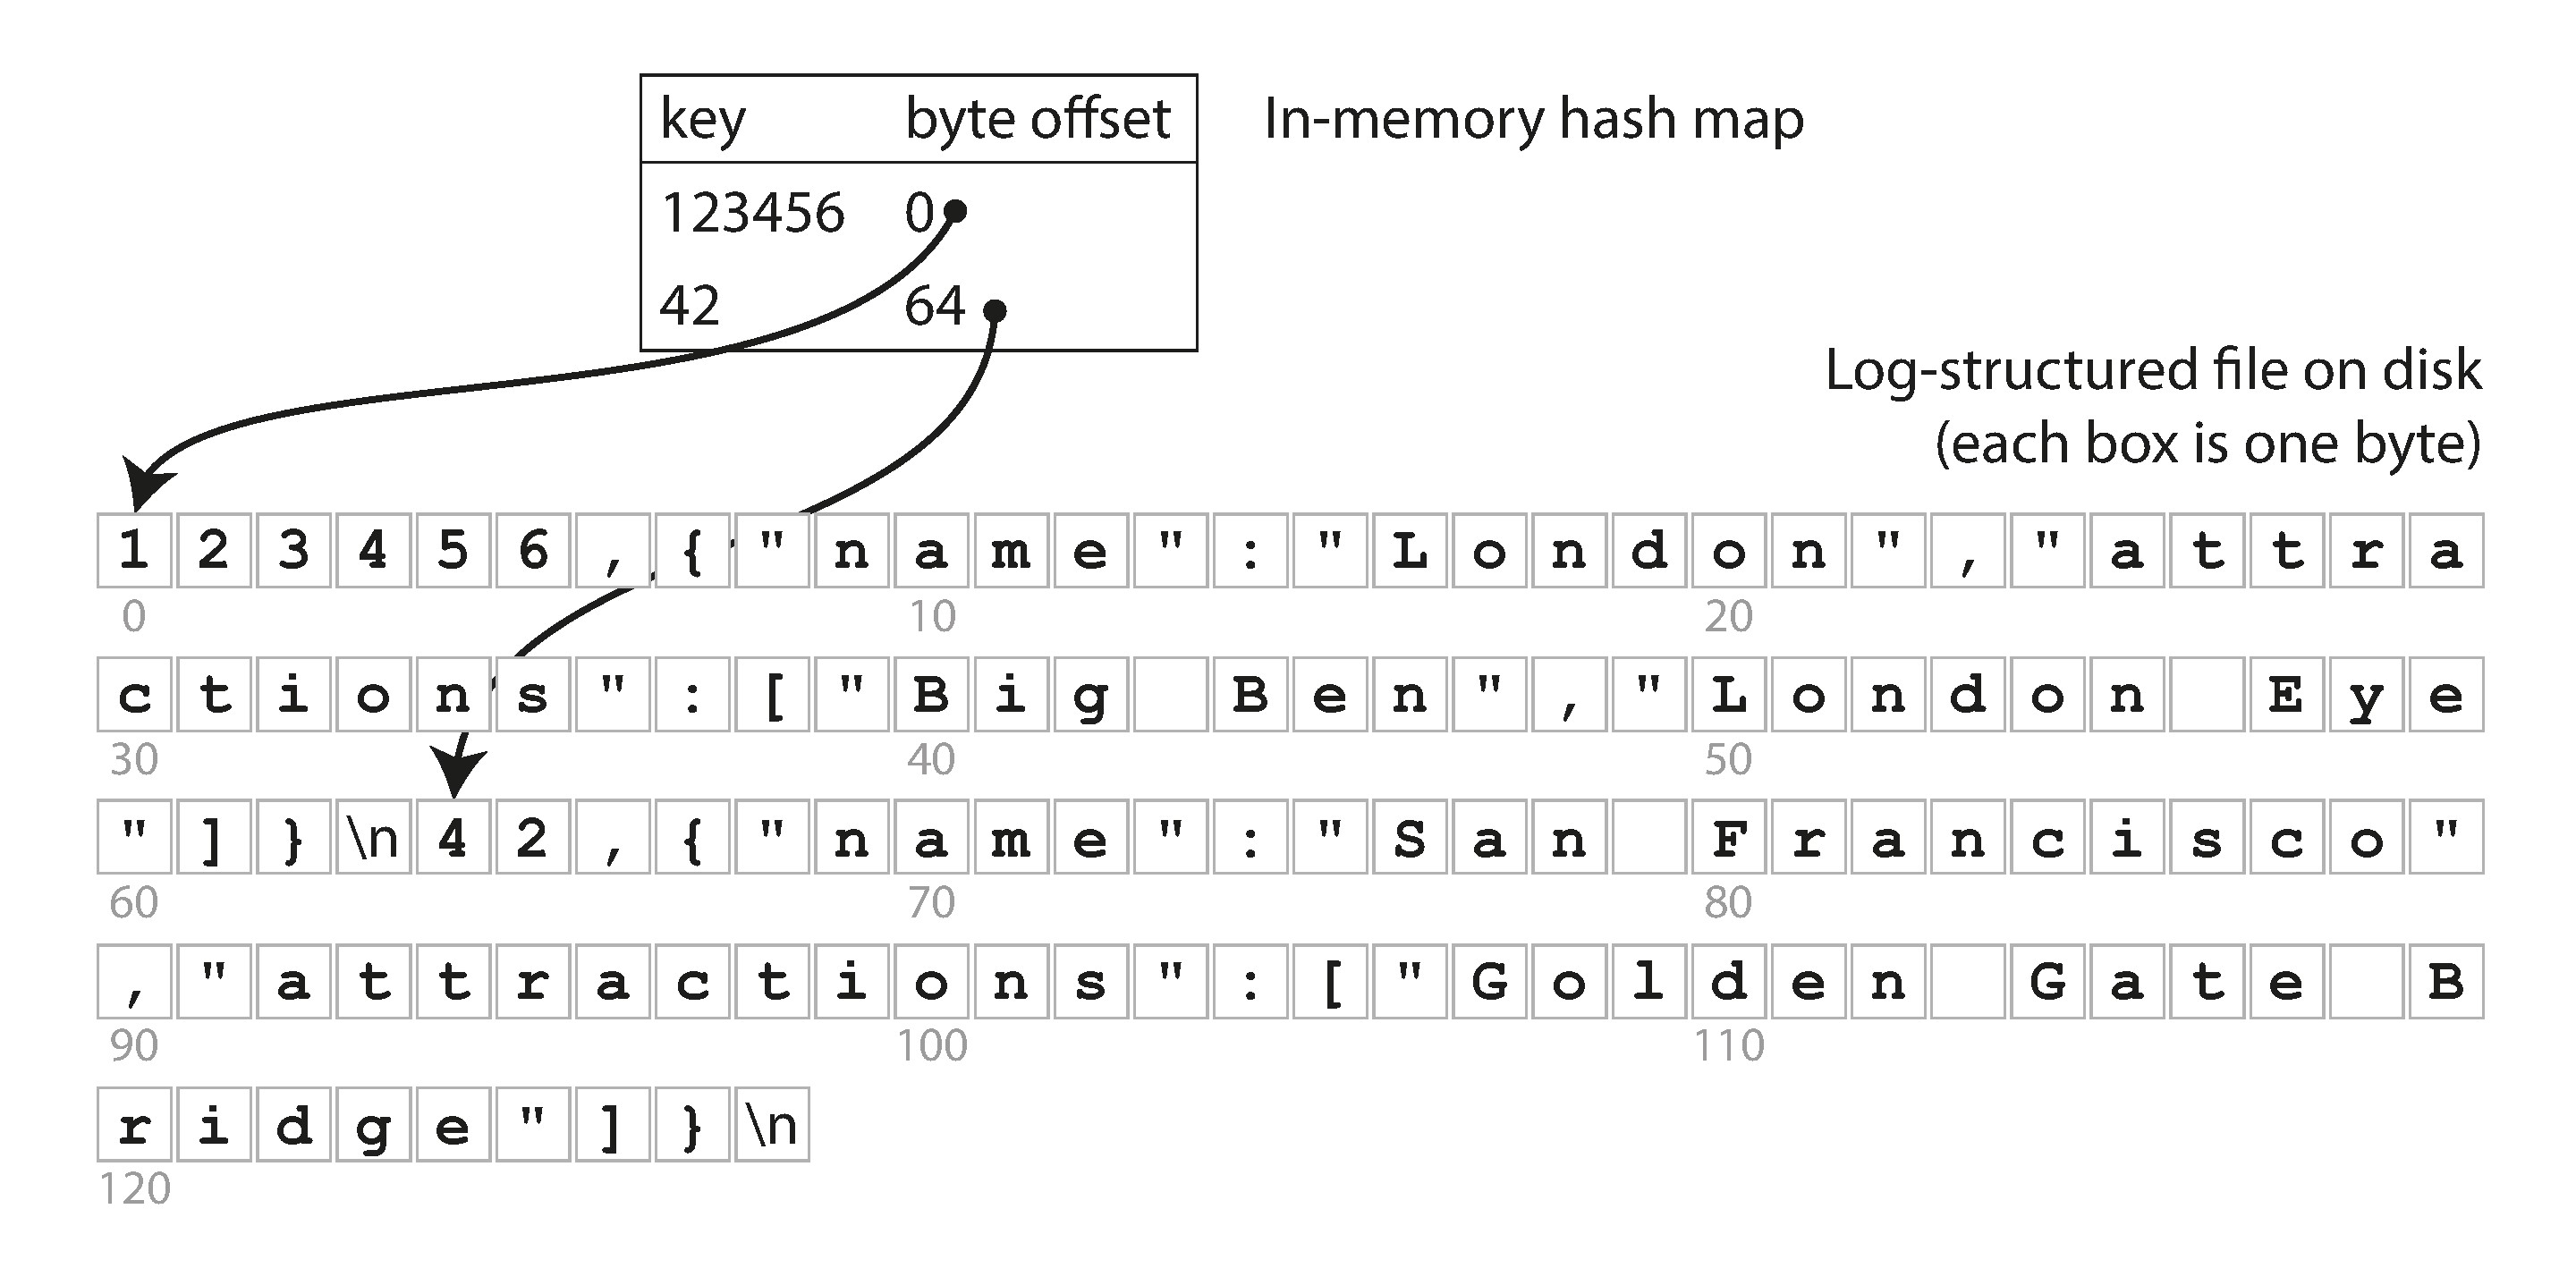 key byte offset In-memory hash map
123456 0
42 64
Log-structured file on disk
(each box is one byte)
1 2 3 4 5 6 , { " n a m e " : " L o n d o n " , " a t t r a
0 10 20
c t i o n s " : [ " B i g B e n " , " L o n d o n E y e
30 40 50
" ] } \n 4 2 , { " n a m e " : " S a n F r a n c i s c o "
60 70 80
, " a t t r a c t i o n s " : [ " G o l d e n G a t e B
90 100 110
r i d g e " ] } \n
120